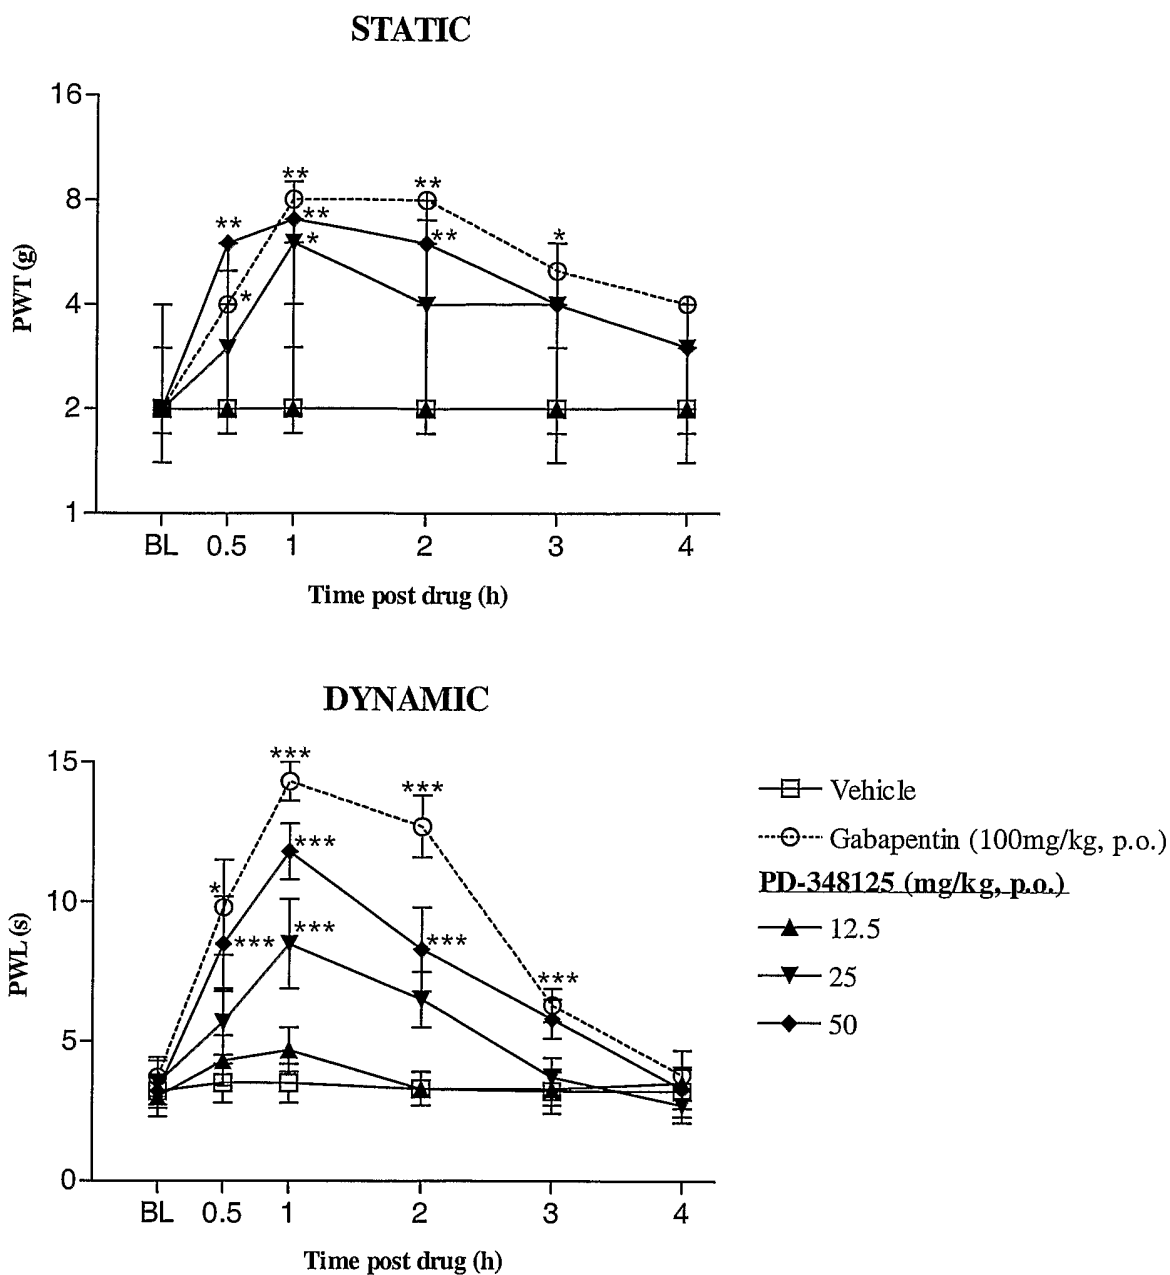 STATIC
16
8
4
2
1
PWT (g)
** ** *
** * ** * **
BL 0.5 1 2 3 4
Time post drug (h)
DYNAMIC
15
10
5
0
PWL (s)
*** *** * *** *** *** *** ***
BL 0.5 1 2 3 4
Time post drug (h)
Vehicle
Gabapentin (100mg/kg, p.o.)
PD-348125 (mg/kg, p.o.)
12.5
25
50